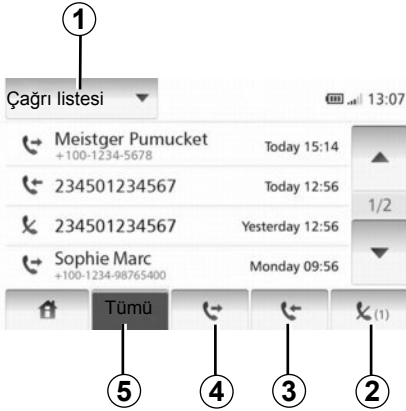 1
Çağrı listesi
13:07
Meistger Pumucket Today 15:14
+100-1234-5678
234501234567 Today 12:56
1/2
234501234567 Yesterday 12:56
Sophie Marc Monday 09:56
+100-1234-98765400
Tümü (1)
5 4 3 2